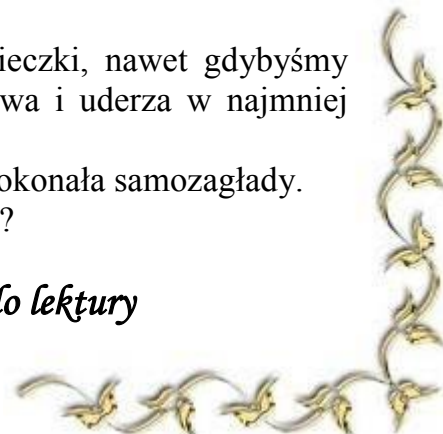 ieczki, nawet gdybyśmy
wa i uderza w najmniej
okonała samozagłady.
?
lo lektury